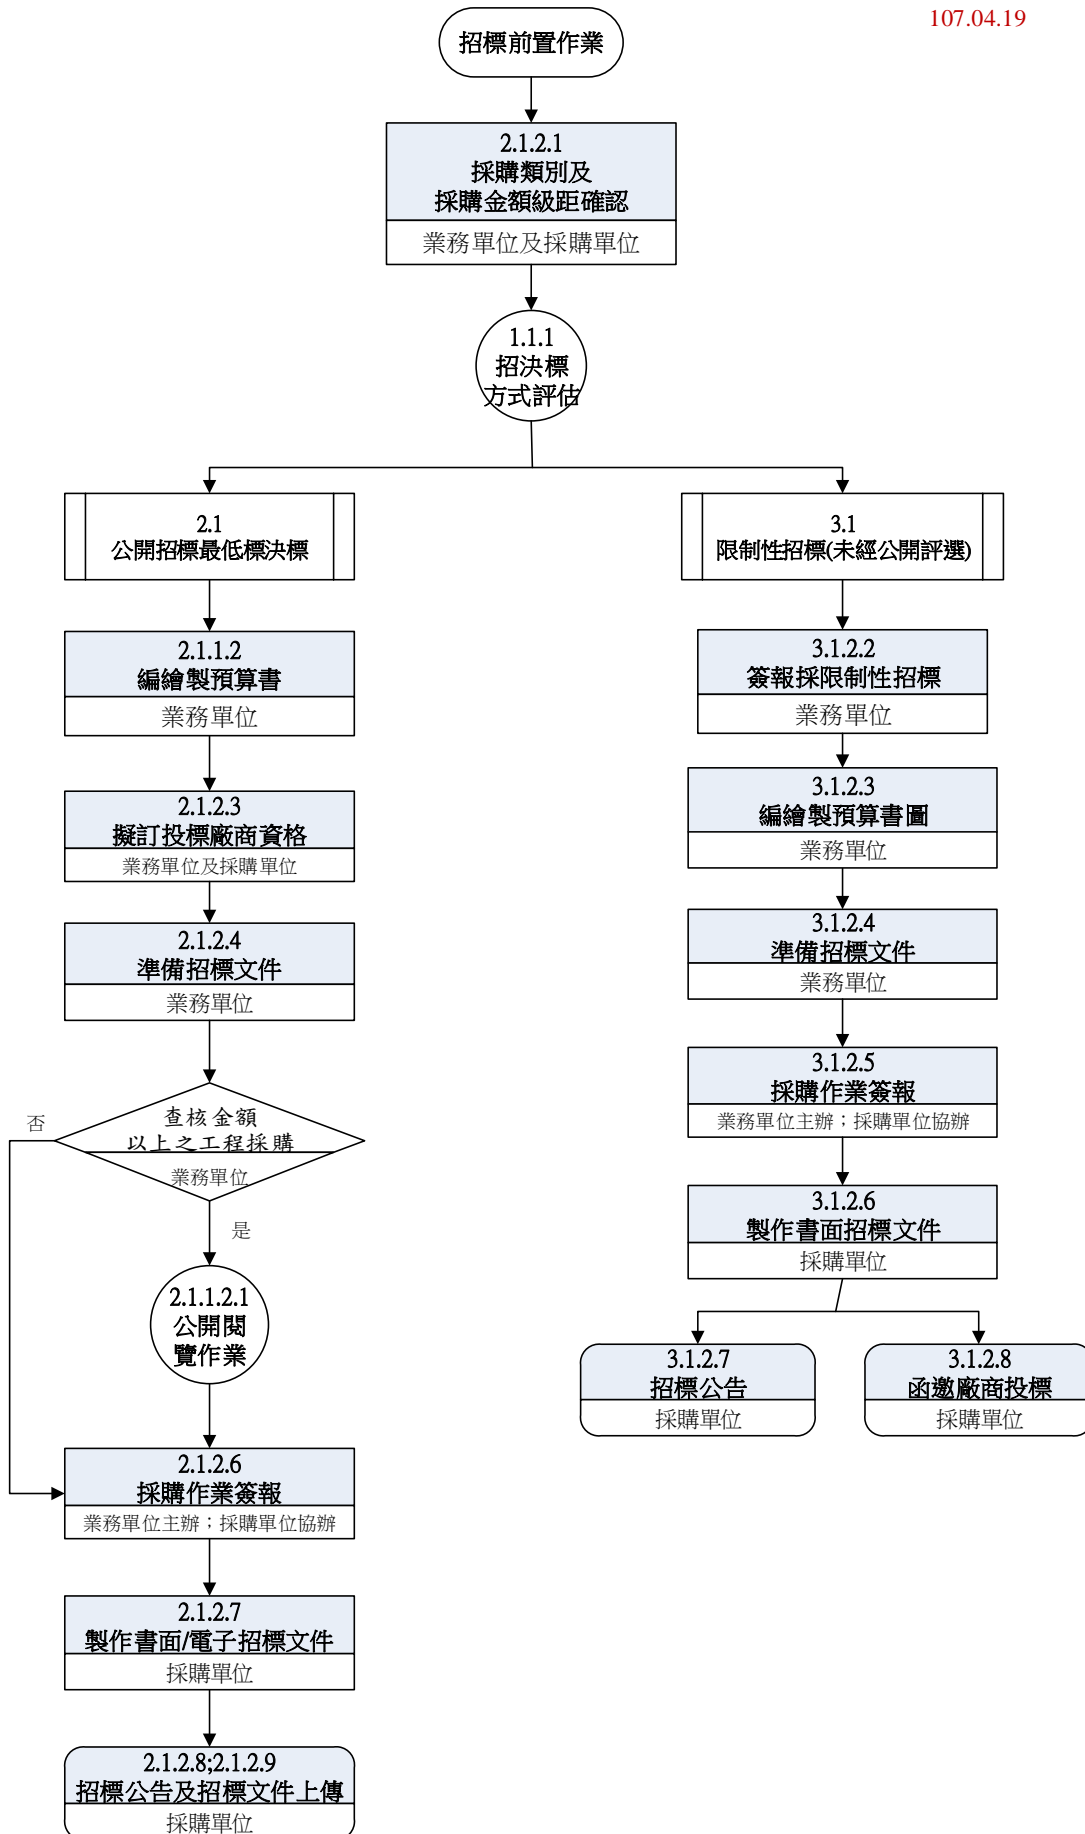 107.04.19
招標前置作業
2.1.2.1
採購類別及
採購金額級距確認
業務單位及採購單位
1.1.1
招決標
方式評估
2.1
公開招標最低標決標
2.1.1.2
編繪製預算書
業務單位
2.1.2.3
擬訂投標廠商資格
業務單位及採購單位
2.1.2.4
準備招標文件
業務單位
查核金額
以上之工程採購
業務單位
否
是
2.1.1.2.1
公開閱
覽作業
2.1.2.6
採購作業簽報
業務單位主辦；採購單位協辦
2.1.2.7
製作書面/電子招標文件
採購單位
2.1.2.8;2.1.2.9
招標公告及招標文件上傳
採購單位
3.1
限制性招標(未經公開評選)
3.1.2.2
簽報採限制性招標
業務單位
3.1.2.3
編繪製預算書圖
業務單位
3.1.2.4
準備招標文件
業務單位
3.1.2.5
採購作業簽報
業務單位主辦；採購單位協辦
3.1.2.6
製作書面招標文件
採購單位
3.1.2.7
招標公告
採購單位
3.1.2.8
函邀廠商投標
採購單位